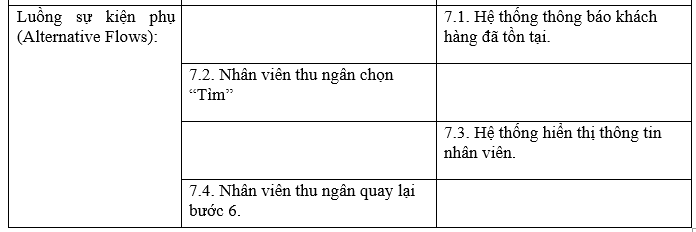 Luồng sự kiện phụ
(Alternative Flows):
7.1. Hệ thống thông báo khách
hàng đã tồn tại.
7.2. Nhân viên thu ngân chọn
“Tìm”
7.3. Hệ thống hiển thị thông tin
nhân viên.
7.4. Nhân viên thu ngân quay lại
bước 6.